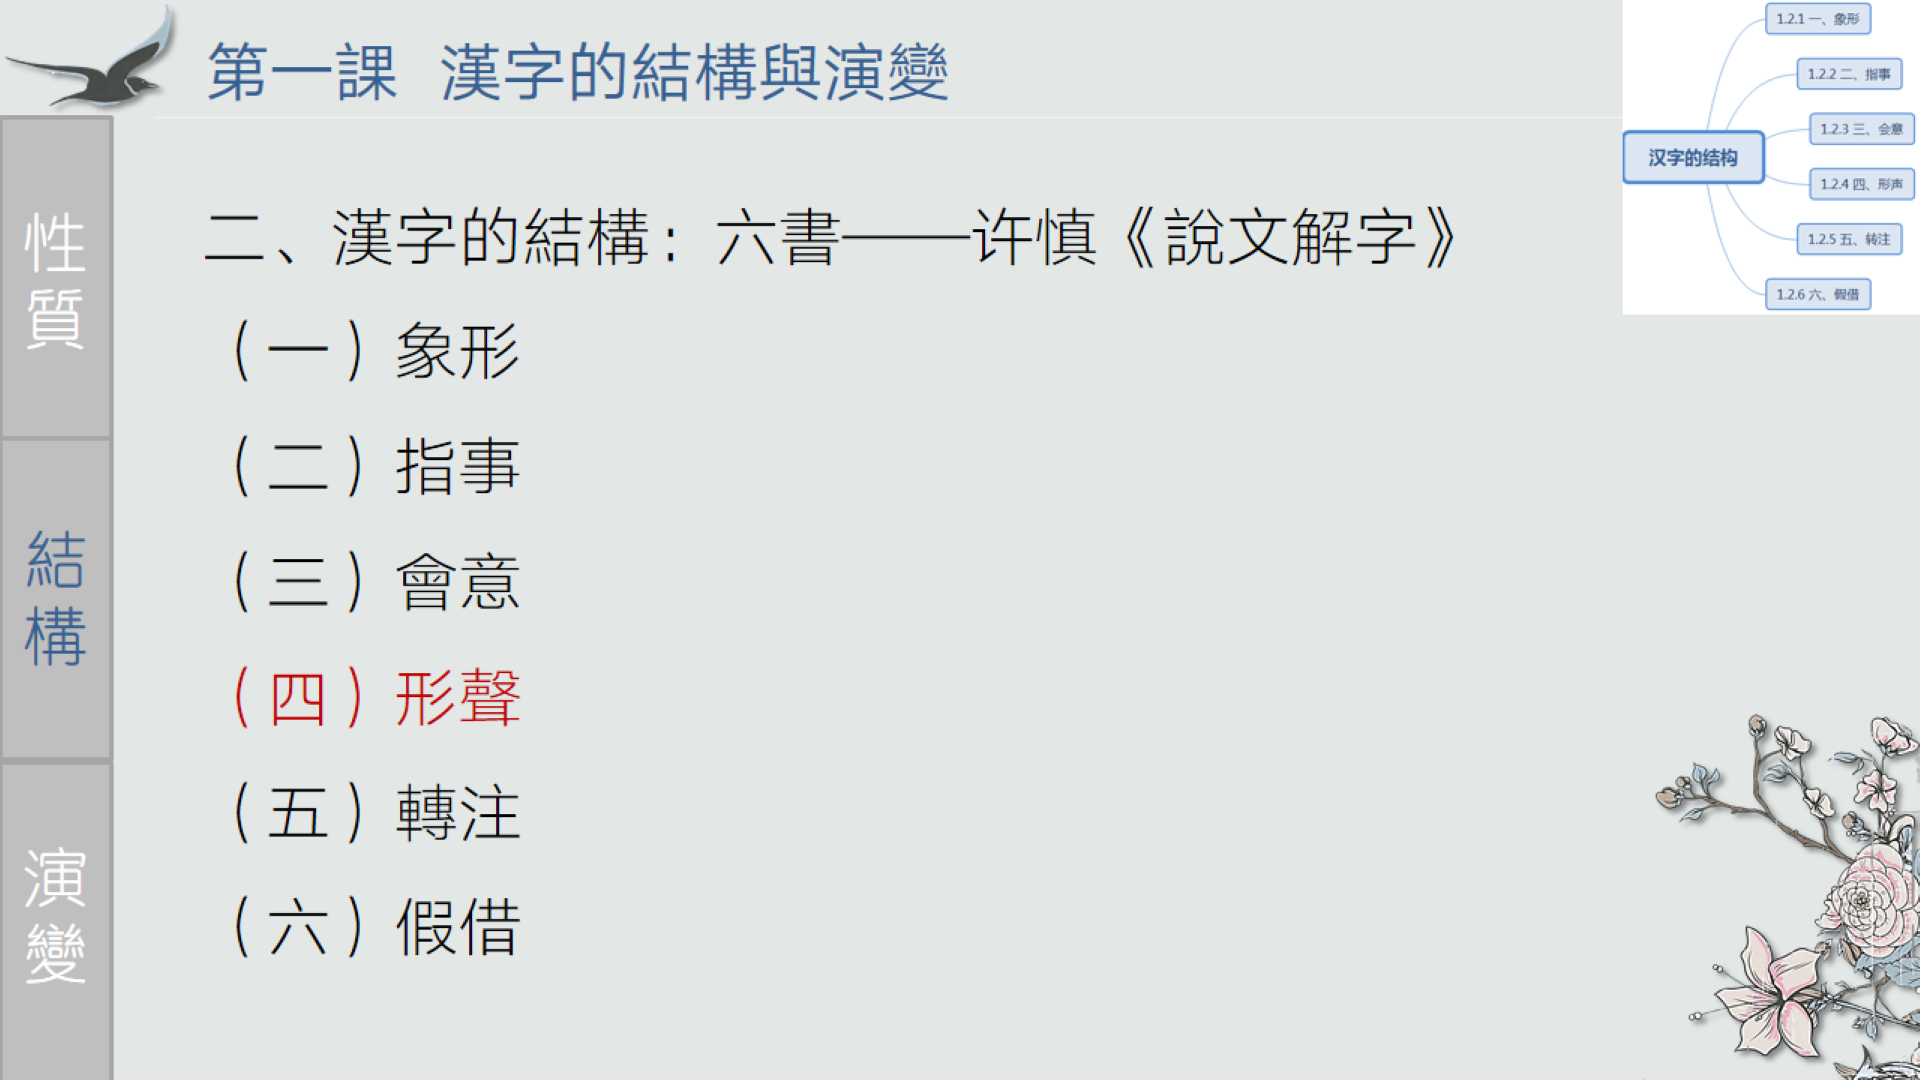 第一課 漢字的結構與演變
性質
結構
演變
二、漢字的結構：六書——许慎《說文解字》
（一）象形
（二）指事
（三）會意
（四）形聲
（五）轉注
（六）假借
汉字的结构
1.2.1 一、象形
1.2.2 二、指事
1.2.3 三、会意
1.2.4 四、形声
1.2.5 五、转注
1.2.6 六、假借